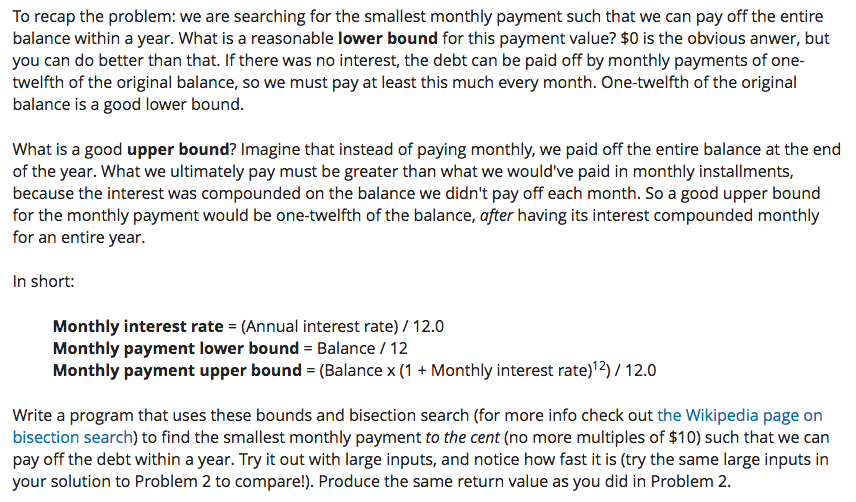 To recap the problem: we are searching for the smallest monthly payment such that we can pay off the entire
balance within a year. What is a reasonable lower bound for this payment value? $0 is the obvious anwer, but
you can do better than that. If there was no interest, the debt can be paid off by monthly payments of one-
twelfth of the original balance, so we must pay at least this much every month. One-twelfth of the original
balance is a good lower bound.
What is a good upper bound? Imagine that instead of paying monthly, we paid off the entire balance at the end
of the year. What we ultimately pay must be greater than what we would've paid in monthly installments,
because the interest was compounded on the balance we didn't pay off each month. So a good upper bound
for the monthly payment would be one-twelfth of the balance, after having its interest compounded monthly
for an entire year.
In short:
Monthly interest rate = (Annual interest rate) / 12.0
Monthly payment lower bound = Balance / 12
Monthly payment upper bound = (Balance x (1 + Monthly interest rate)¹²) / 12.0
Write a program that uses these bounds and bisection search (for more info check out the Wikipedia page on
bisection search) to find the smallest monthly payment to the cent (no more multiples of $10) such that we can
pay off the debt within a year. Try it out with large inputs, and notice how fast it is (try the same large inputs in
your solution to Problem 2 to compare!). Produce the same return value as you did in Problem 2.